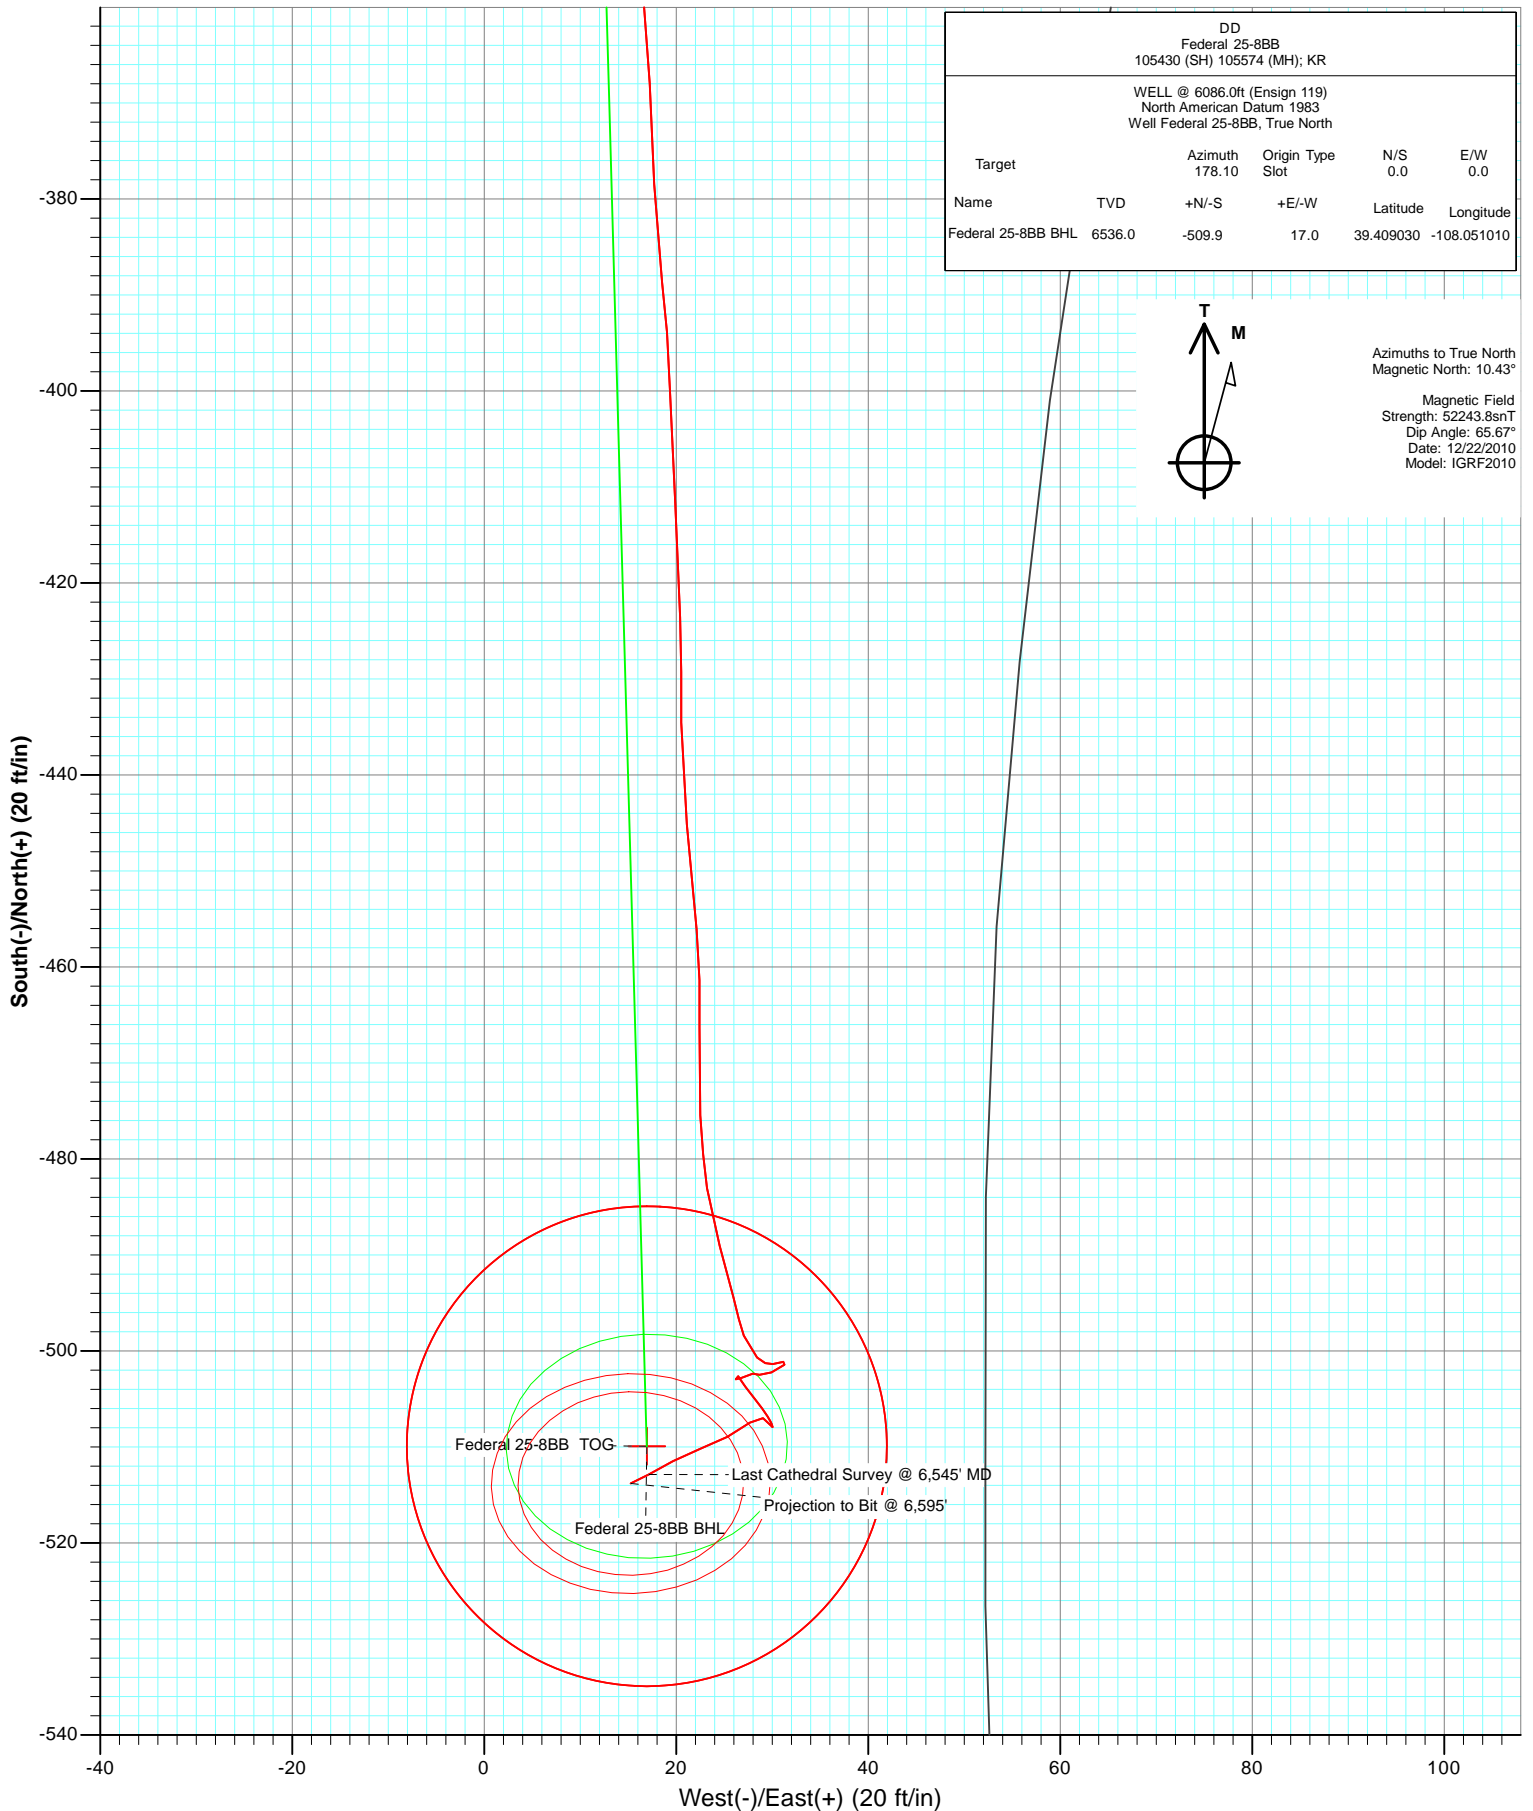 DD
Federal 25-8BB
105430 (SH) 105574 (MH); KR
WELL @ 6086.0ft (Ensign 119)
North American Datum 1983
Well Federal 25-8BB, True North
Target Azimuth Origin Type N/S E/W
178.10 Slot 0.0 0.0
Name TVD +N/-S +E/-W Latitude Longitude
Federal 25-8BB BHL 6536.0 -509.9 17.0 39.409030 -108.051010
T
M
Azimuths to True North
Magnetic North: 10.43°
Magnetic Field
Strength: 52243.8snT
Dip Angle: 65.67°
Date: 12/22/2010
Model: IGRF2010
South(-)/North(+) (20 ft/in)
-380
-400
-420
-440
-460
-480
-500
-520
-540
Federal 25-8BB TOG
Last Cathedral Survey @ 6,545' MD
Projection to Bit @ 6,595'
Federal 25-8BB BHL
-40 -20 0 20 40 60 80 100
West(-)/East(+) (20 ft/in)